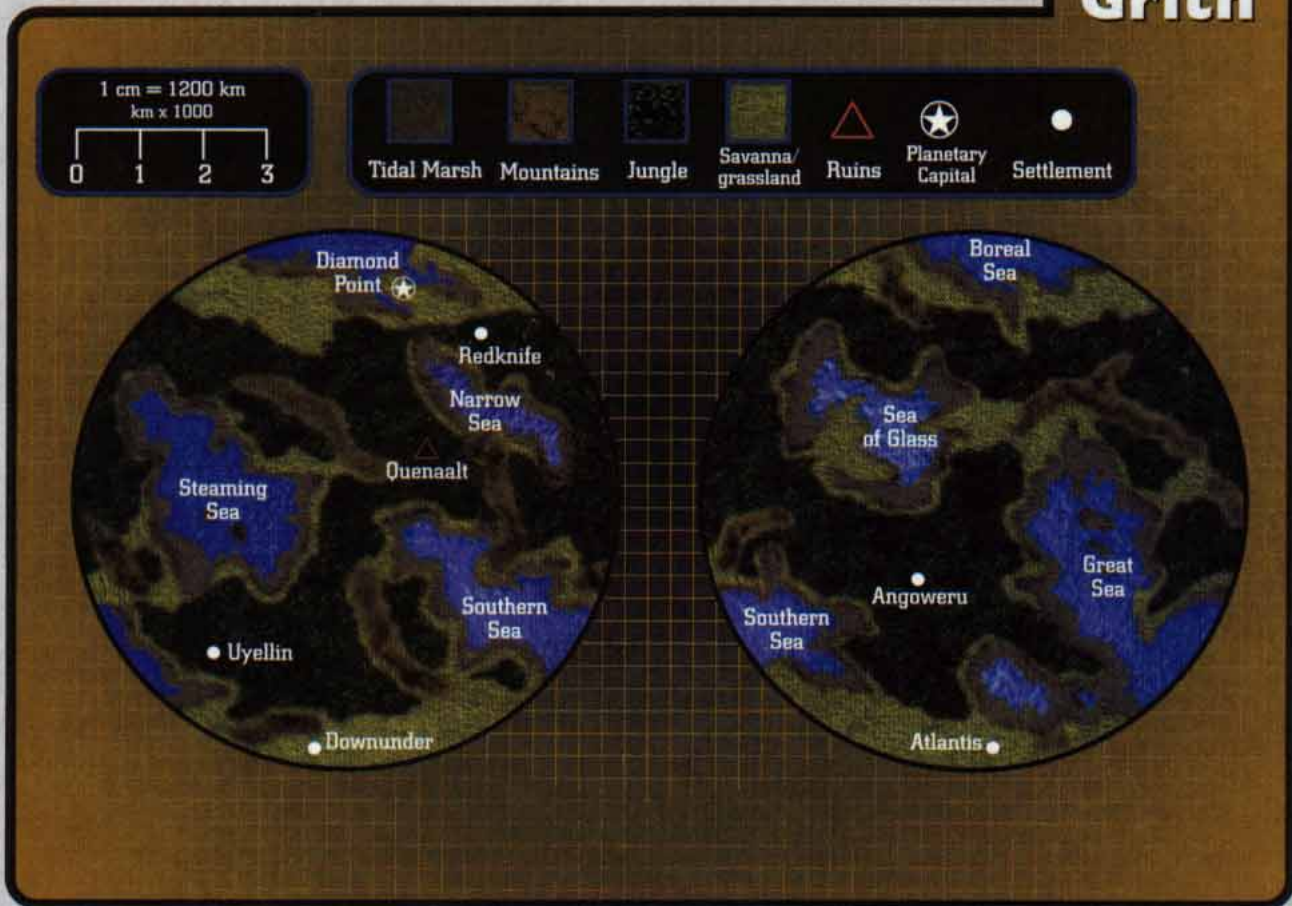 Grith
1 cm = 1200 km
km x 1000
0 1 2 3
Tidal Marsh
Mountains
Jungle
Savanna/
grassland
Ruins
Planetary
Capital
Settlement
Diamond
Point
Redknife
Narrow
Sea
Quenaalt
Steaming
Sea
Southern
Sea
Uyellin
Downunder
Boreal
Sea
Sea
of Glass
Great
Sea
Angoweru
Southern
Sea
Atlantis